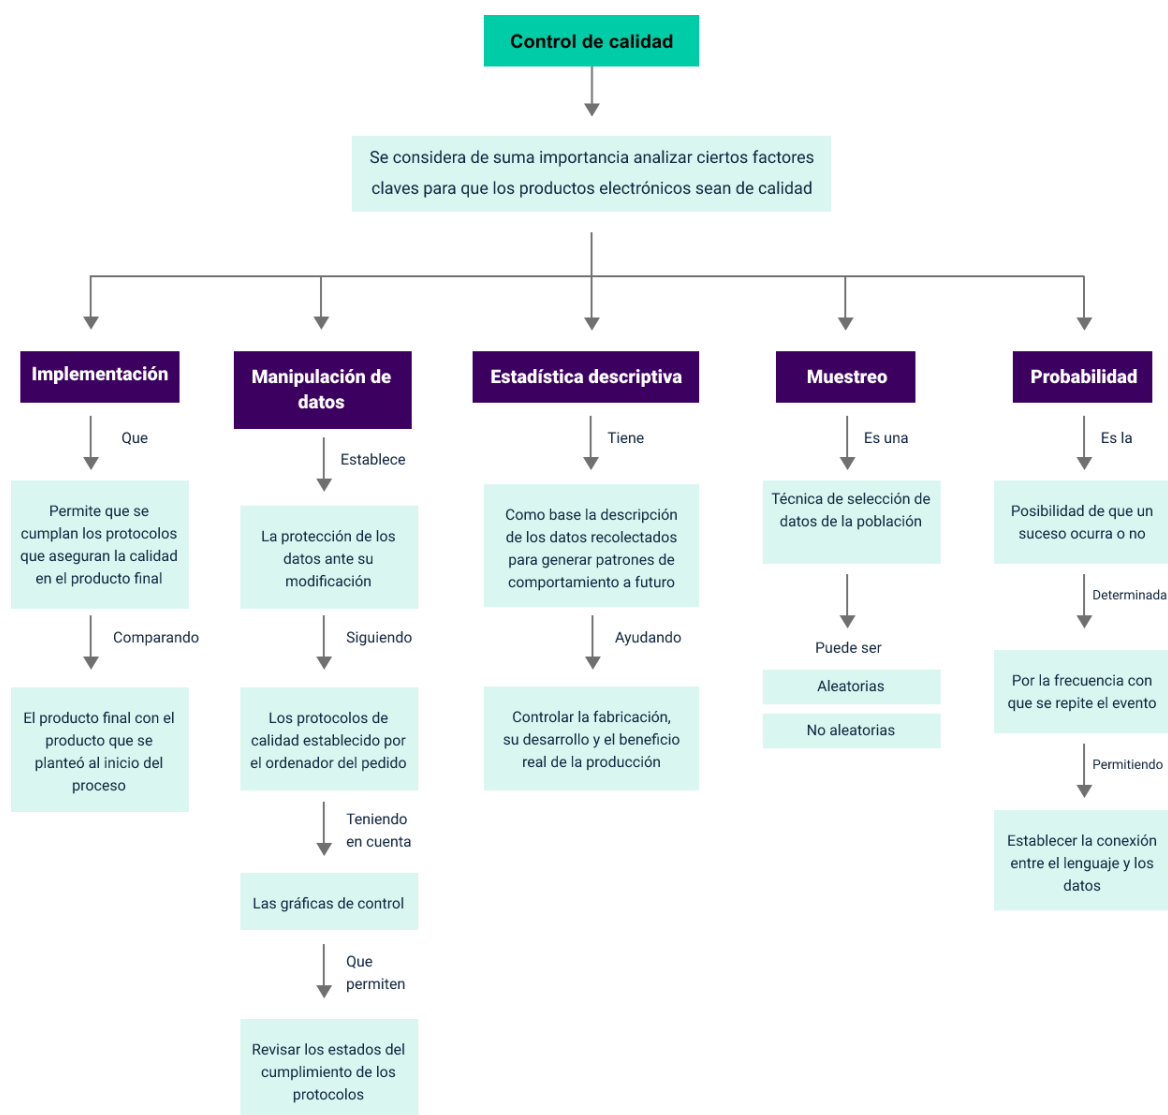 Control de calidad
Se considera de suma importancia analizar ciertos factores
claves para que los productos electrónicos sean de calidad
Implementación
Que
Permite que se
cumplan los protocolos
que aseguran la calidad
en el producto final
Comparando
El producto final con el
producto que se
planteó al inicio del
proceso
Manipulación de
datos
Establece
La protección de los
datos ante su
modificación
Siguiendo
Los protocolos de
calidad establecido por
el ordenador del pedido
Teniendo
en cuenta
Las gráficas de control
Que
permiten
Revisar los estados del
cumplimiento de los
protocolos
Estadística descriptiva
Tiene
Como base la descripción
de los datos recolectados
para generar patrones de
comportamiento a futuro
Ayudando
Controlar la fabricación,
su desarrollo y el beneficio
real de la producción
Muestreo
Es una
Técnica de selección de
datos de la población
Puede ser
Aleatorias
No aleatorias
Probabilidad
Es la
Posibilidad de que un
suceso ocurra o no
Determinada
Por la frecuencia con
que se repite el evento
Permitiendo
Establecer la conexión
entre el lenguaje y los
datos